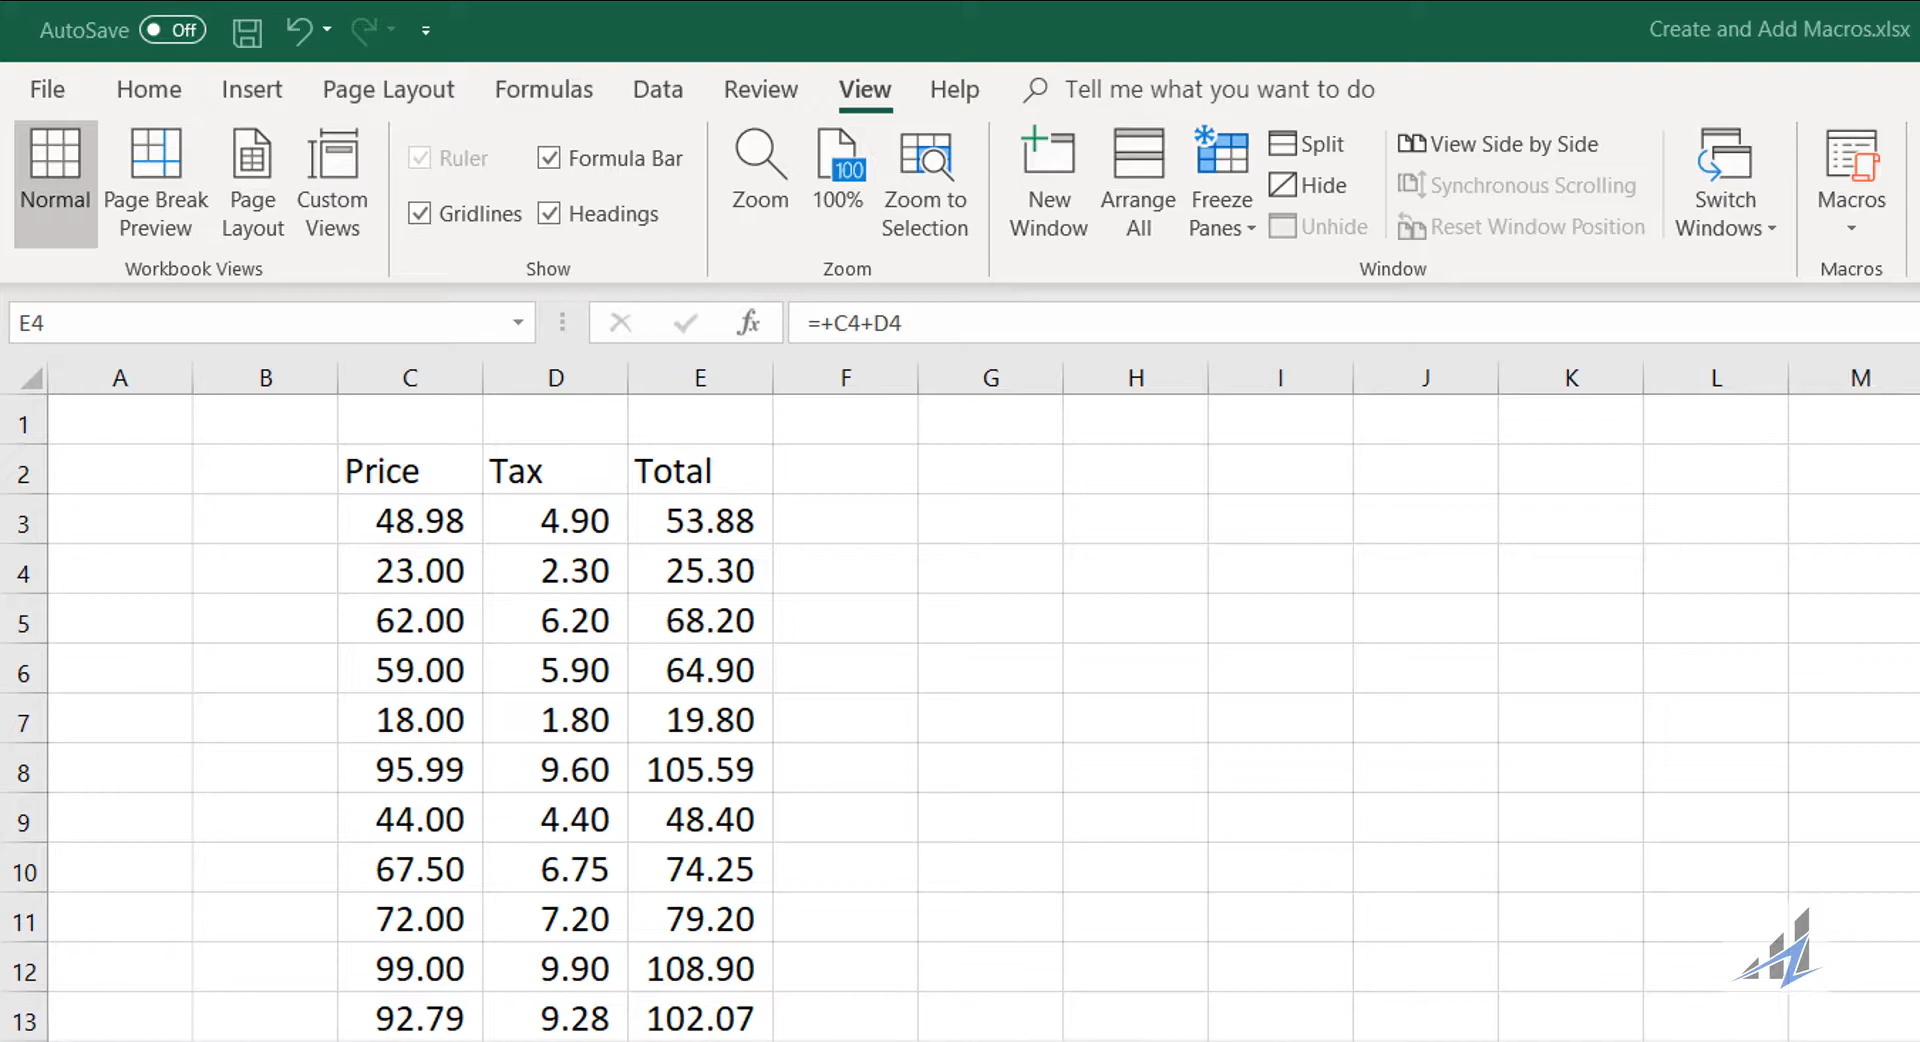 AutoSave Off Create and Add Macros.xlsx
File Home Insert Page Layout Formulas Data Review View Help Tell me what you want to do
Normal
Page Break
Preview
Page
Layout
Custom
Views
Workbook Views
Ruler Formula Bar
Gridlines Headings
Show
Zoom
100
100%
Zoom to
Selection
Zoom
New
Window
Arrange
All
Freeze
Panes
Split
Hide
Unhide
View Side by Side
Synchronous Scrolling
Reset Window Position
Switch
Windows
Window
Macros
Macros
E4 fx =+C4+D4
A B C D E F G H I J K L M
1
2 Price Tax Total
3 48.98 4.90 53.88
4 23.00 2.30 25.30
5 62.00 6.20 68.20
6 59.00 5.90 64.90
7 18.00 1.80 19.80
8 95.99 9.60 105.59
9 44.00 4.40 48.40
10 67.50 6.75 74.25
11 72.00 7.20 79.20
12 99.00 9.90 108.90
13 92.79 9.28 102.07